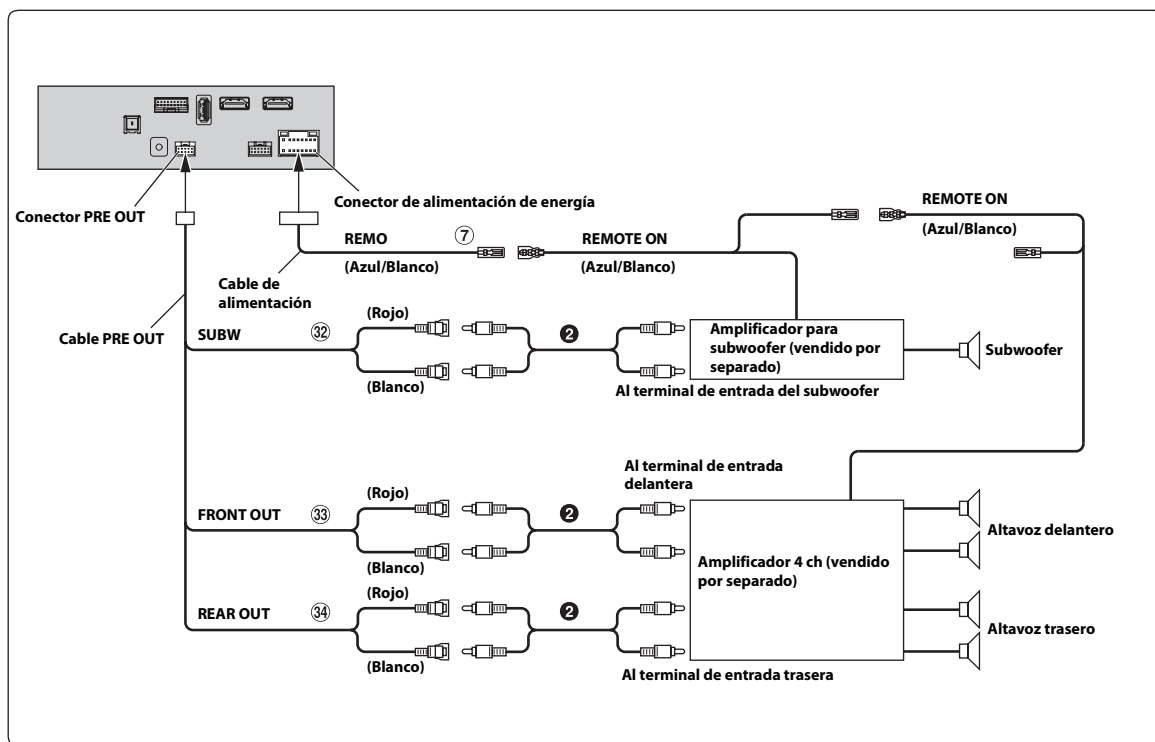 REMOTE ON
(Azul/Blanco)
Conector de alimentación de energía
Conector PRE OUT
REMO
⑦
REMOTE ON
(Azul/Blanco)
(Azul/Blanco)
Cable de
alimentación
Cable PRE OUT
SUBW
㉜
(Rojo)
(Blanco)
❷
Amplificador para
subwoofer (vendido por
separado)
Subwoofer
Al terminal de entrada del subwoofer
Al terminal de entrada
delantera
FRONT OUT
㉝
(Rojo)
(Blanco)
❷
Amplificador 4 ch (vendido
por separado)
Altavoz delantero
REAR OUT
㉞
(Rojo)
(Blanco)
❷
Altavoz trasero
Al terminal de entrada trasera